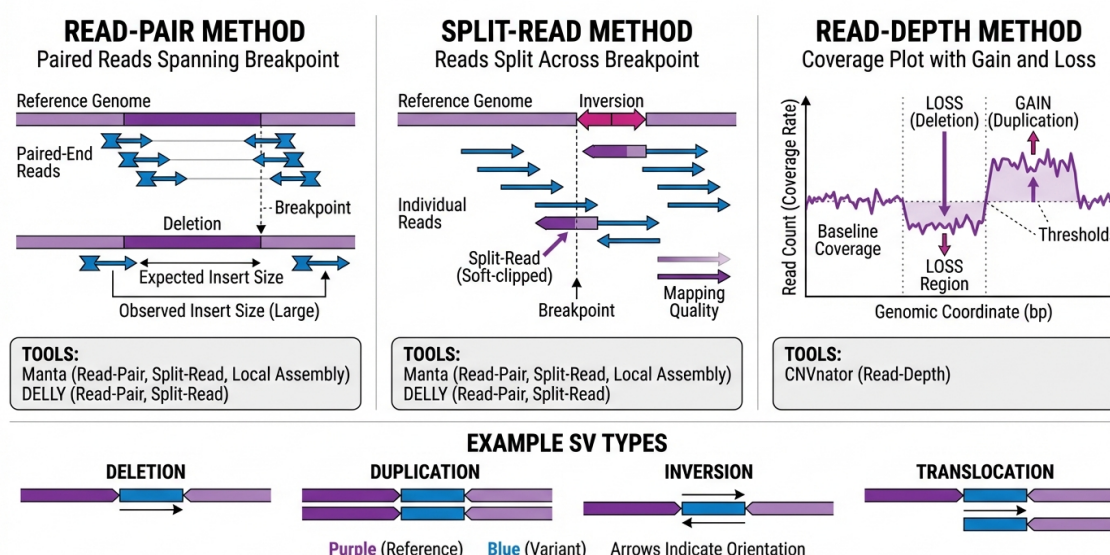 READ-PAIR METHOD
Paired Reads Spanning Breakpoint
Reference Genome
Paired-End
Reads
Deletion
Breakpoint
Expected Insert Size
Observed Insert Size (Large)
TOOLS:
Manta (Read-Pair, Split-Read, Local Assembly)
DELLY (Read-Pair, Split-Read)
SPLIT-READ METHOD
Reads Split Across Breakpoint
Reference Genome
Inversion
Individual
Reads
Split-Read
(Soft-clipped)
Breakpoint
Mapping
Quality
TOOLS:
Manta (Read-Pair, Split-Read, Local Assembly)
DELLY (Read-Pair, Split-Read)
READ-DEPTH METHOD
Coverage Plot with Gain and Loss
Read Count (Coverage Rate)
LOSS
(Deletion)
GAIN
(Duplication)
Baseline
Coverage
Threshold
LOSS
Region
Genomic Coordinate (bp)
TOOLS:
CNVnator (Read-Depth)
EXAMPLE SV TYPES
DELETION
DUPLICATION
INVERSION
TRANSLOCATION
Purple (Reference) Blue (Variant) Arrows Indicate Orientation